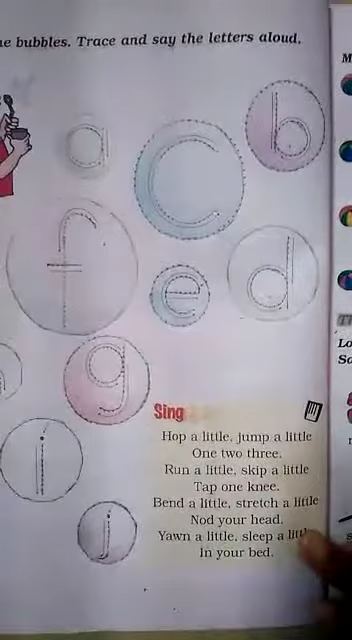 bubbles. Trace and say the letters aloud.
a
c
b
f
e
d
g
i
j
Sing
Hop a little, jump a little
One two three.
Run a little, skip a little
Tap one knee.
Bend a little, stretch a little
Nod your head.
Yawn a little, sleep a little
In your bed.